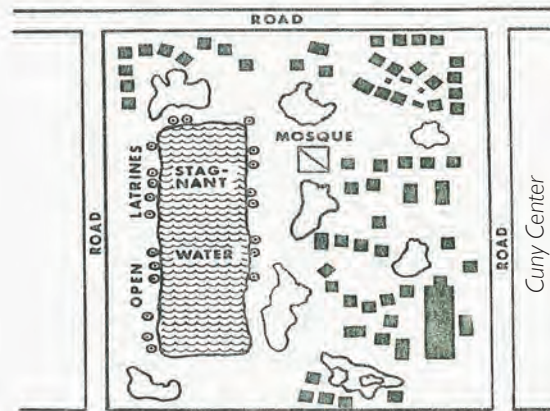 ROAD
MOSQUE
STAG-
NANT
WATER
OPEN LATRINES
ROAD
ROAD
Cuny Center